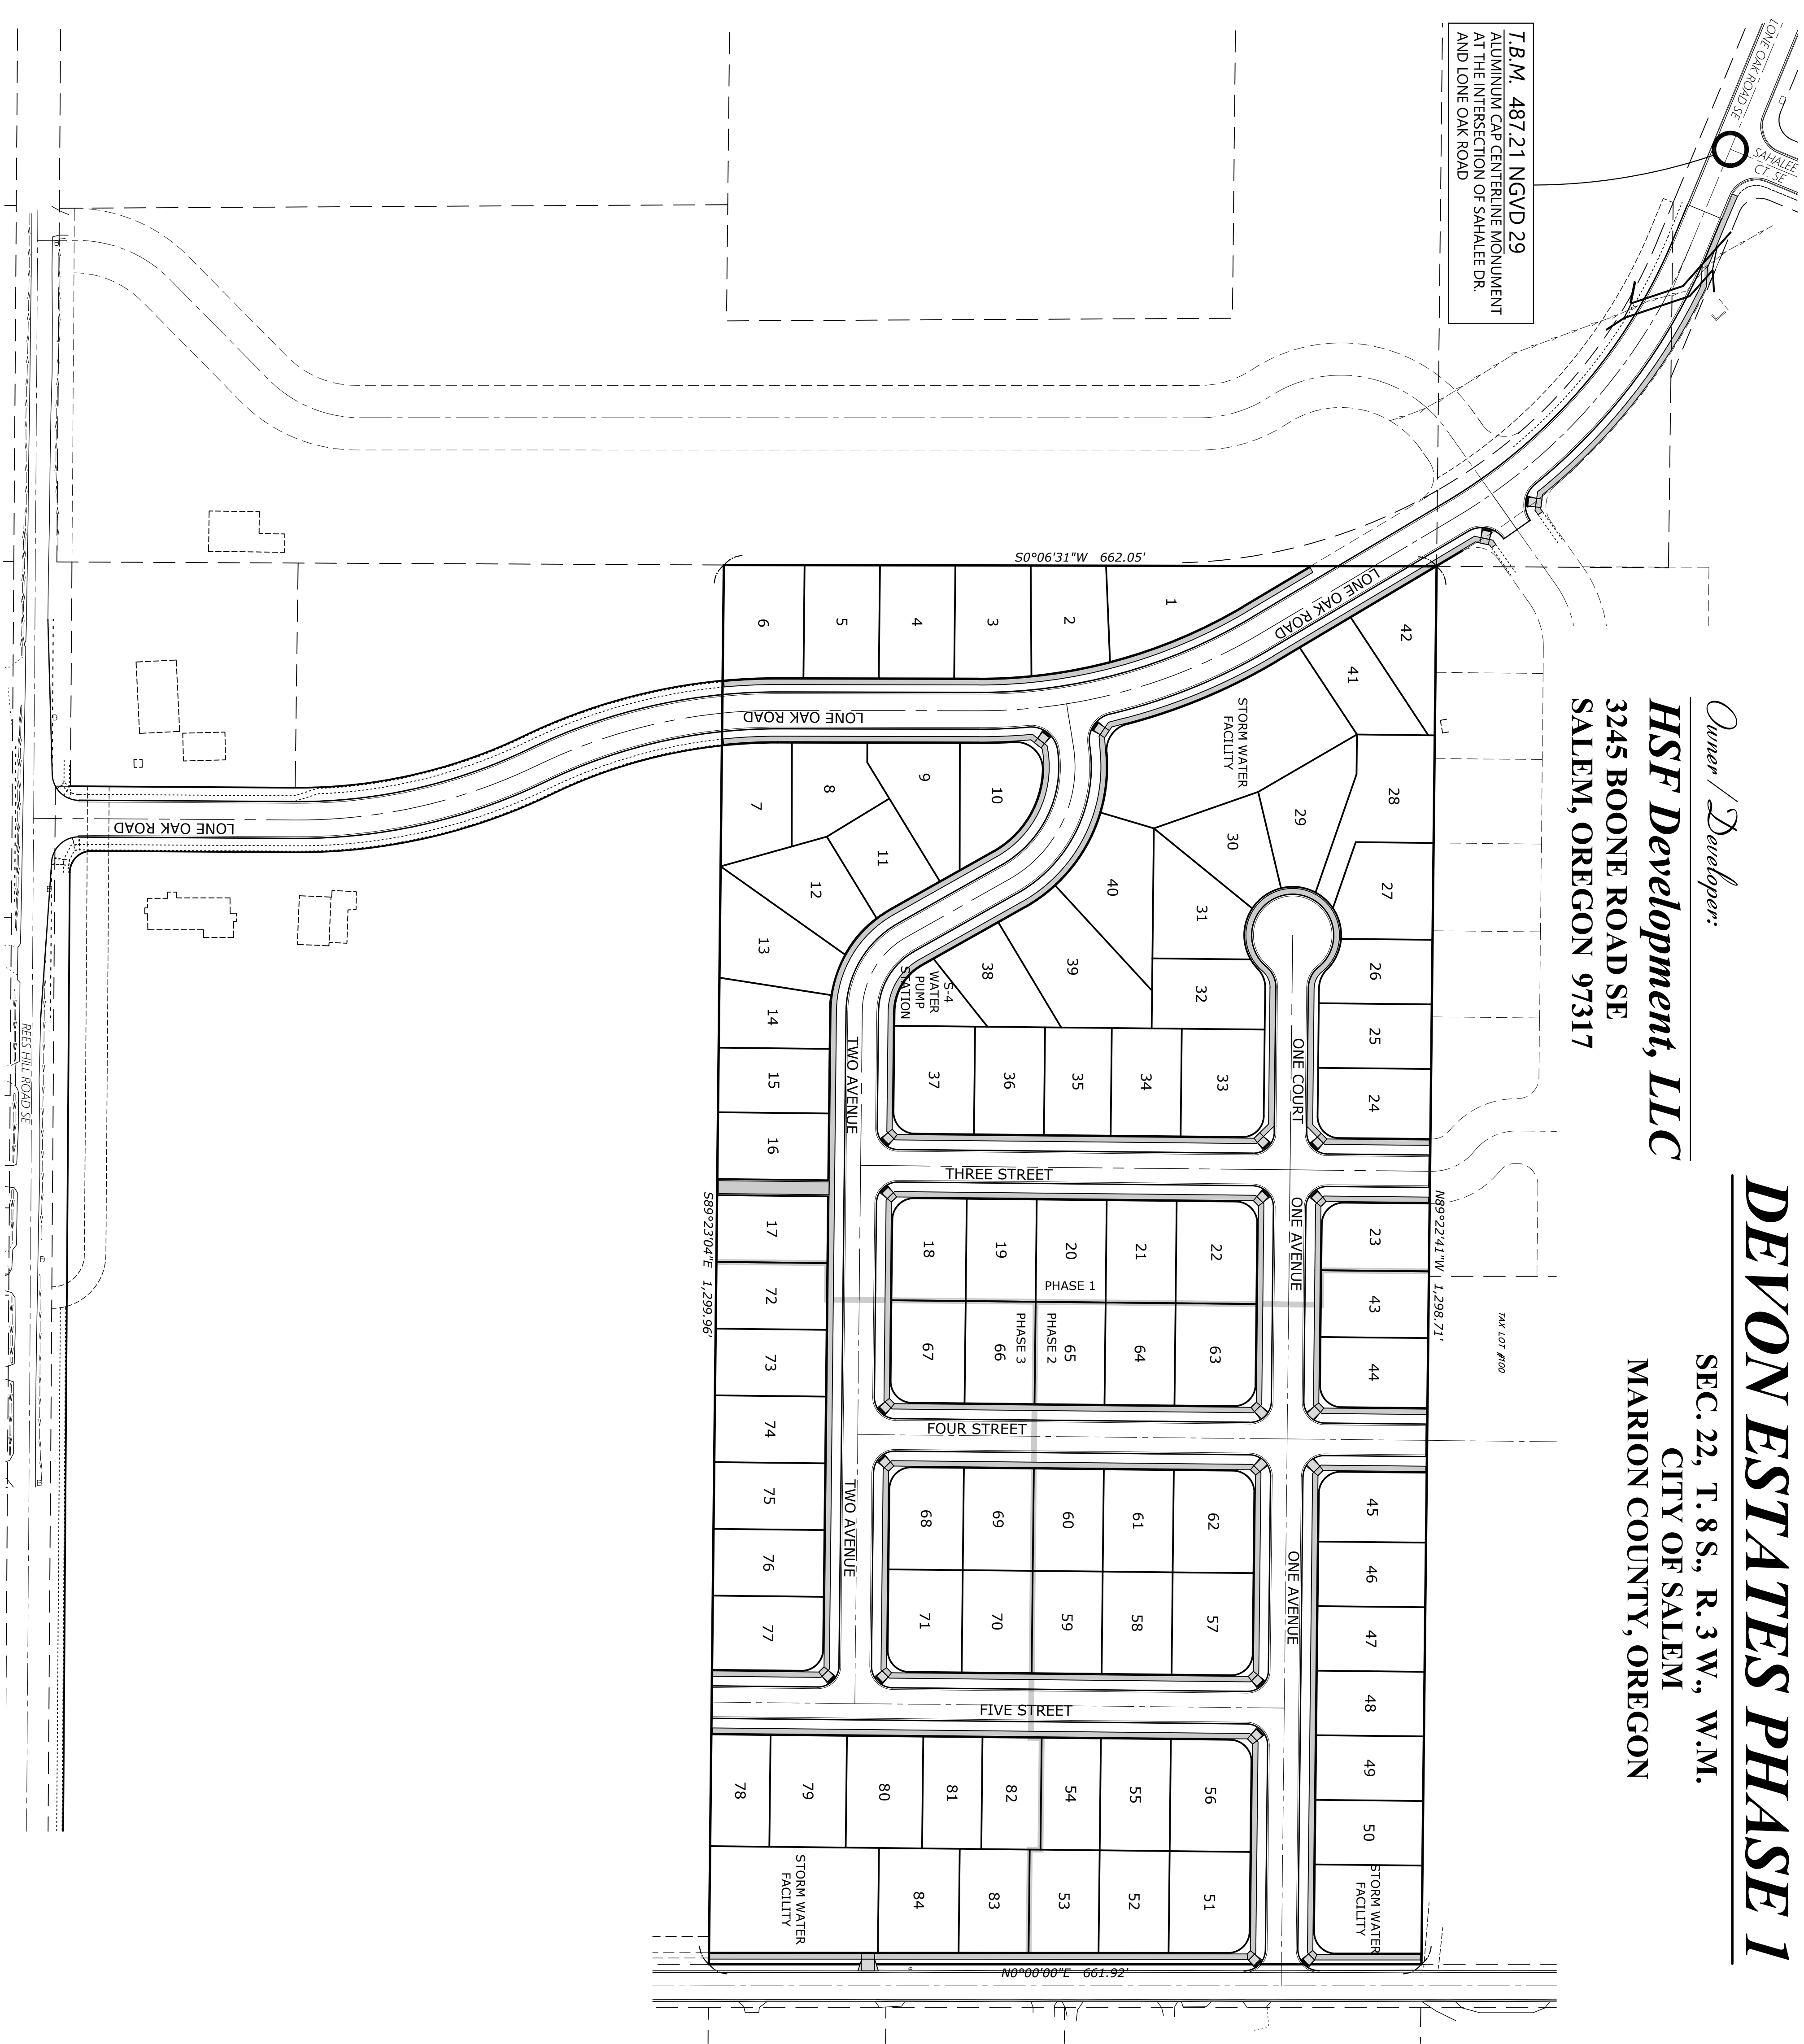 DEVON ESTATES PHASE 1
SEC. 22, T. 8 S., R. 3 W., W.M.
CITY OF SALEM
MARION COUNTY, OREGON
Owner / Developer:
HSF Development, LLC
3245 BOONE ROAD SE
SALEM, OREGON 97317
T.B.M. 487.21 NGVD 29
ALUMINUM CAP CENTERLINE MONUMENT
AT THE INTERSECTION OF SAHALEE DR.
AND LONE OAK ROAD
LONE OAK ROAD SE
SAHALEE
CT. SE
S0°06'31"W 662.05'
N89°22'41"W 1,298.71'
TAX LOT #100
S89°23'04"E 1,299.96'
N0°00'00"E 661.92'
LONE OAK ROAD
LONE OAK ROAD
LONE OAK ROAD
REES HILL ROAD SE
1
2
3
4
5
6
7
8
9
10
11
12
13
14
15
16
17
18
19
20
21
22
23
24
25
26
27
28
29
30
31
32
33
34
35
36
37
38
39
40
41
42
43
44
45
46
47
48
49
50
51
52
53
54
55
56
57
58
59
60
61
62
63
64
65
66
67
68
69
70
71
72
73
74
75
76
77
78
79
80
81
82
83
84
STORM WATER
FACILITY
S-4
WATER
PUMP
STATION
ONE COURT
ONE AVENUE
ONE AVENUE
TWO AVENUE
TWO AVENUE
THREE STREET
FOUR STREET
FIVE STREET
PHASE 1
PHASE 2
PHASE 3
STORM WATER
FACILITY
STORM WATER
FACILITY